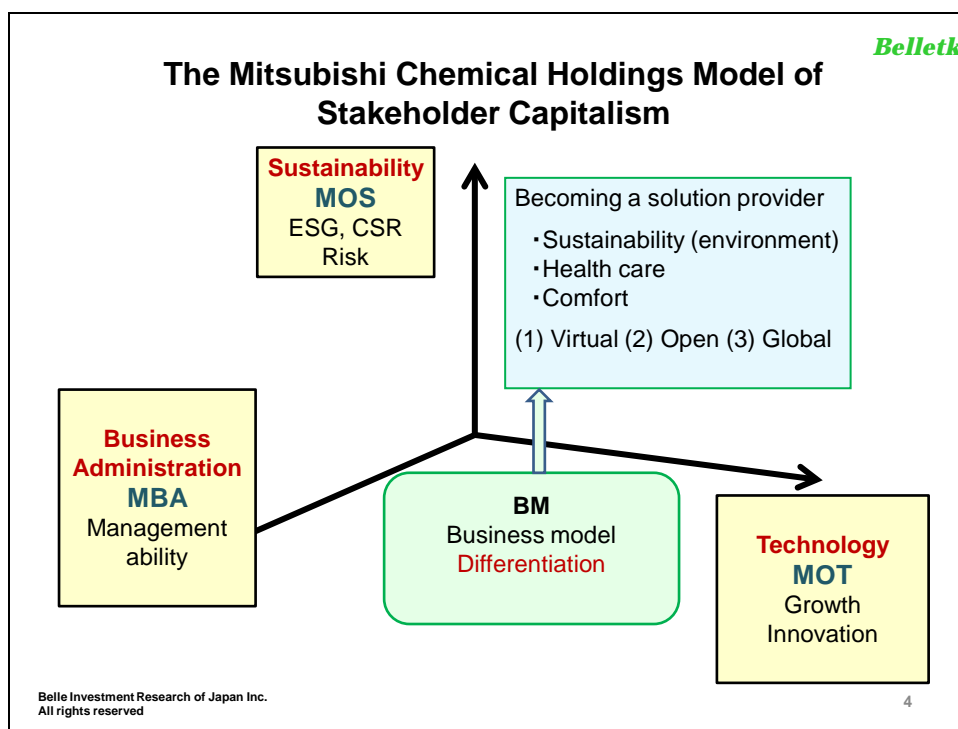 Belletk
The Mitsubishi Chemical Holdings Model of
Stakeholder Capitalism
Sustainability
MOS
ESG, CSR
Risk
Becoming a solution provider
・Sustainability (environment)
・Health care
・Comfort
(1) Virtual (2) Open (3) Global
Business
Administration
MBA
Management
ability
BM
Business model
Differentiation
Technology
MOT
Growth
Innovation
Belle Investment Research of Japan Inc.
All rights reserved
4